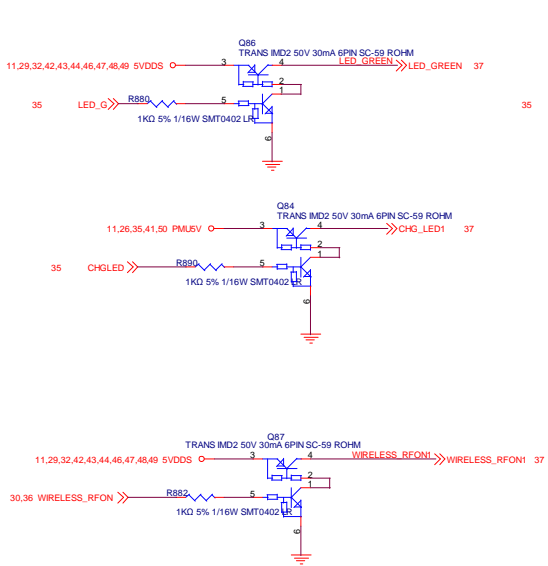 Q86
TRANS IMD2 50V 30mA 6PIN SC-59 ROHM
11,29,32,42,43,44,46,47,48,49 5VDDS 3 4 LED_GREEN LED_GREEN 37
2
1
35 LED_G R880 5 35
1KΩ 5% 1/16W SMT0402 LR
6
Q84
TRANS IMD2 50V 30mA 6PIN SC-59 ROHM
11,26,35,41,50 PMU5V 3 4 CHG_LED1 37
2
1
35 CHGLED R890 5
1KΩ 5% 1/16W SMT0402 LR
6
Q87
TRANS IMD2 50V 30mA 6PIN SC-59 ROHM
11,29,32,42,43,44,46,47,48,49 5VDDS 3 4 WIRELESS_RFON1 WIRELESS_RFON1 37
2
1
30,36 WIRELESS_RFON R882 5
1KΩ 5% 1/16W SMT0402 LR
6